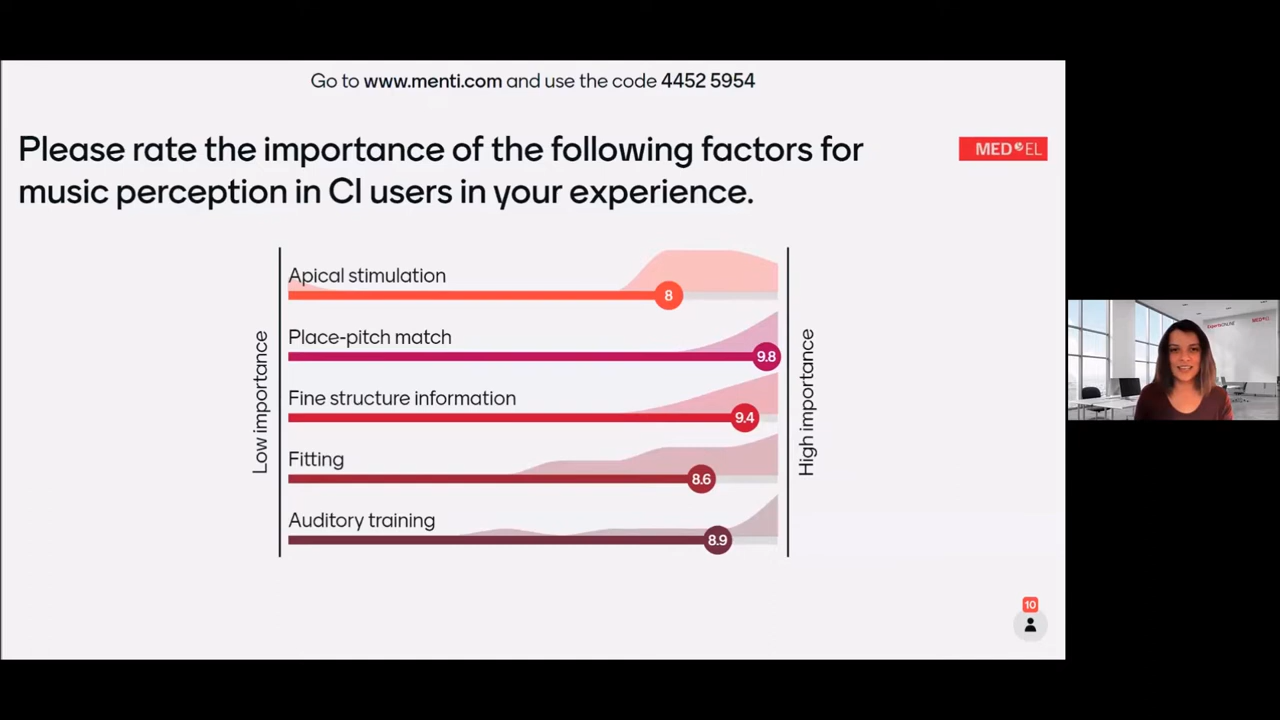 Go to www.menti.com and use the code 4452 5954
Please rate the importance of the following factors for
music perception in CI users in your experience.
MED EL
Low importance
High importance
Apical stimulation
8
Place-pitch match
9.8
Fine structure information
9.4
Fitting
8.6
Auditory training
8.9
10